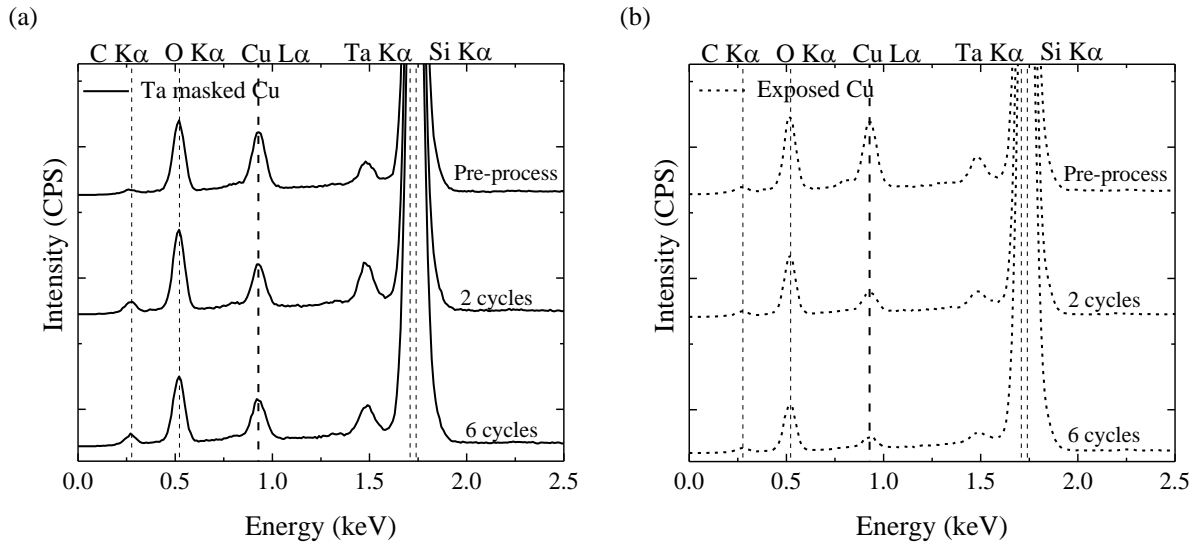 (a)
C Kα O Kα Cu Lα Ta Kα Si Kα
Ta masked Cu
Pre-process
2 cycles
6 cycles
Intensity (CPS)
0.0 0.5 1.0 1.5 2.0 2.5
Energy (keV)
(b)
C Kα O Kα Cu Lα Ta Kα Si Kα
Exposed Cu
Pre-process
2 cycles
6 cycles
Intensity (CPS)
0.0 0.5 1.0 1.5 2.0 2.5
Energy (keV)